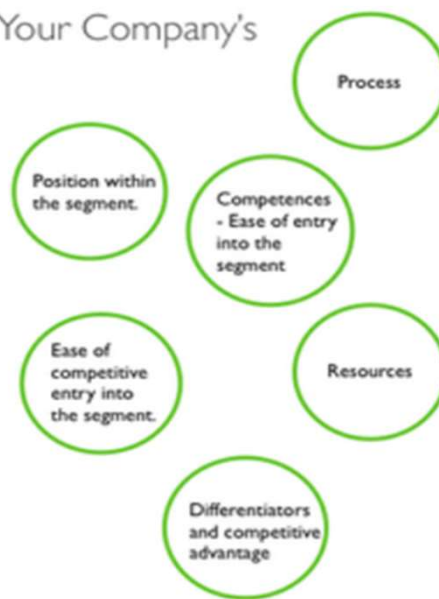 Your Company's
Process
Position within
the segment.
Competences
- Ease of entry
into the
segment
Ease of
competitive
entry into
the segment.
Resources
Differentiators
and competitive
advantage